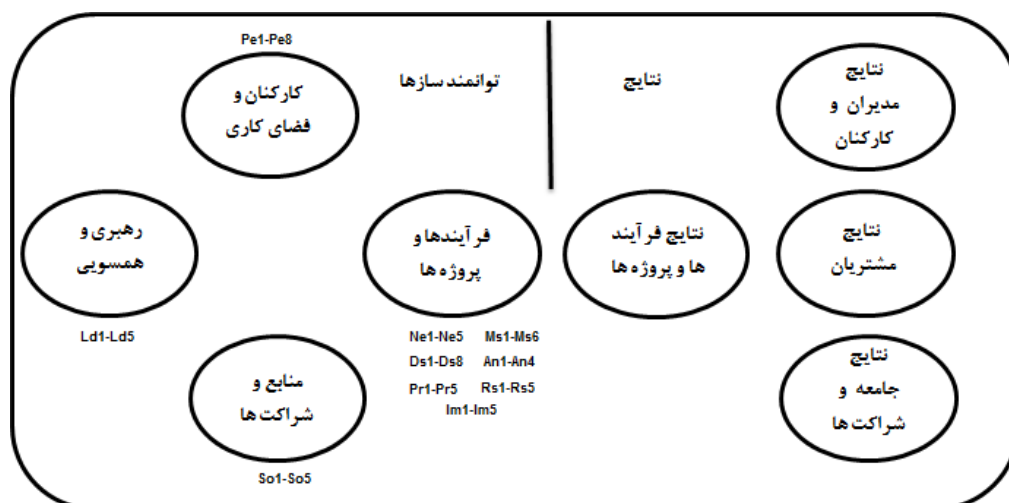 Pe1-Pe8
کارکنان و
فضای کاری
توانمند سازها
نتایج
نتایج
مدیران و
کارکنان
رهبری و
همسویی
Ld1-Ld5
فرآیندها و
پروژه ها
نتایج فرآیند
ها و پروژه ها
نتایج
مشتریان
Ne1-Ne5 Ms1-Ms6
Ds1-Ds8 An1-An4
Pr1-Pr5 Rs1-Rs5
Im1-Im5
منابع و
شراکت ها
So1-So5
نتایج
جامعه و
شراکت ها